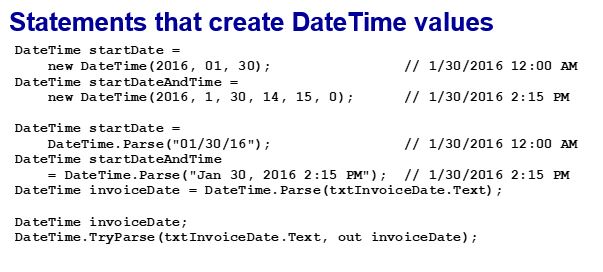 Statements that create DateTime values
DateTime startDate =
    new DateTime(2016, 01, 30);                // 1/30/2016 12:00 AM
DateTime startDateAndTime =
    new DateTime(2016, 1, 30, 14, 15, 0);      // 1/30/2016 2:15 PM

DateTime startDate =
    DateTime.Parse("01/30/16");                // 1/30/2016 12:00 AM
DateTime startDateAndTime
    = DateTime.Parse("Jan 30, 2016 2:15 PM");  // 1/30/2016 2:15 PM
DateTime invoiceDate = DateTime.Parse(txtInvoiceDate.Text);

DateTime invoiceDate;
DateTime.TryParse(txtInvoiceDate.Text, out invoiceDate);